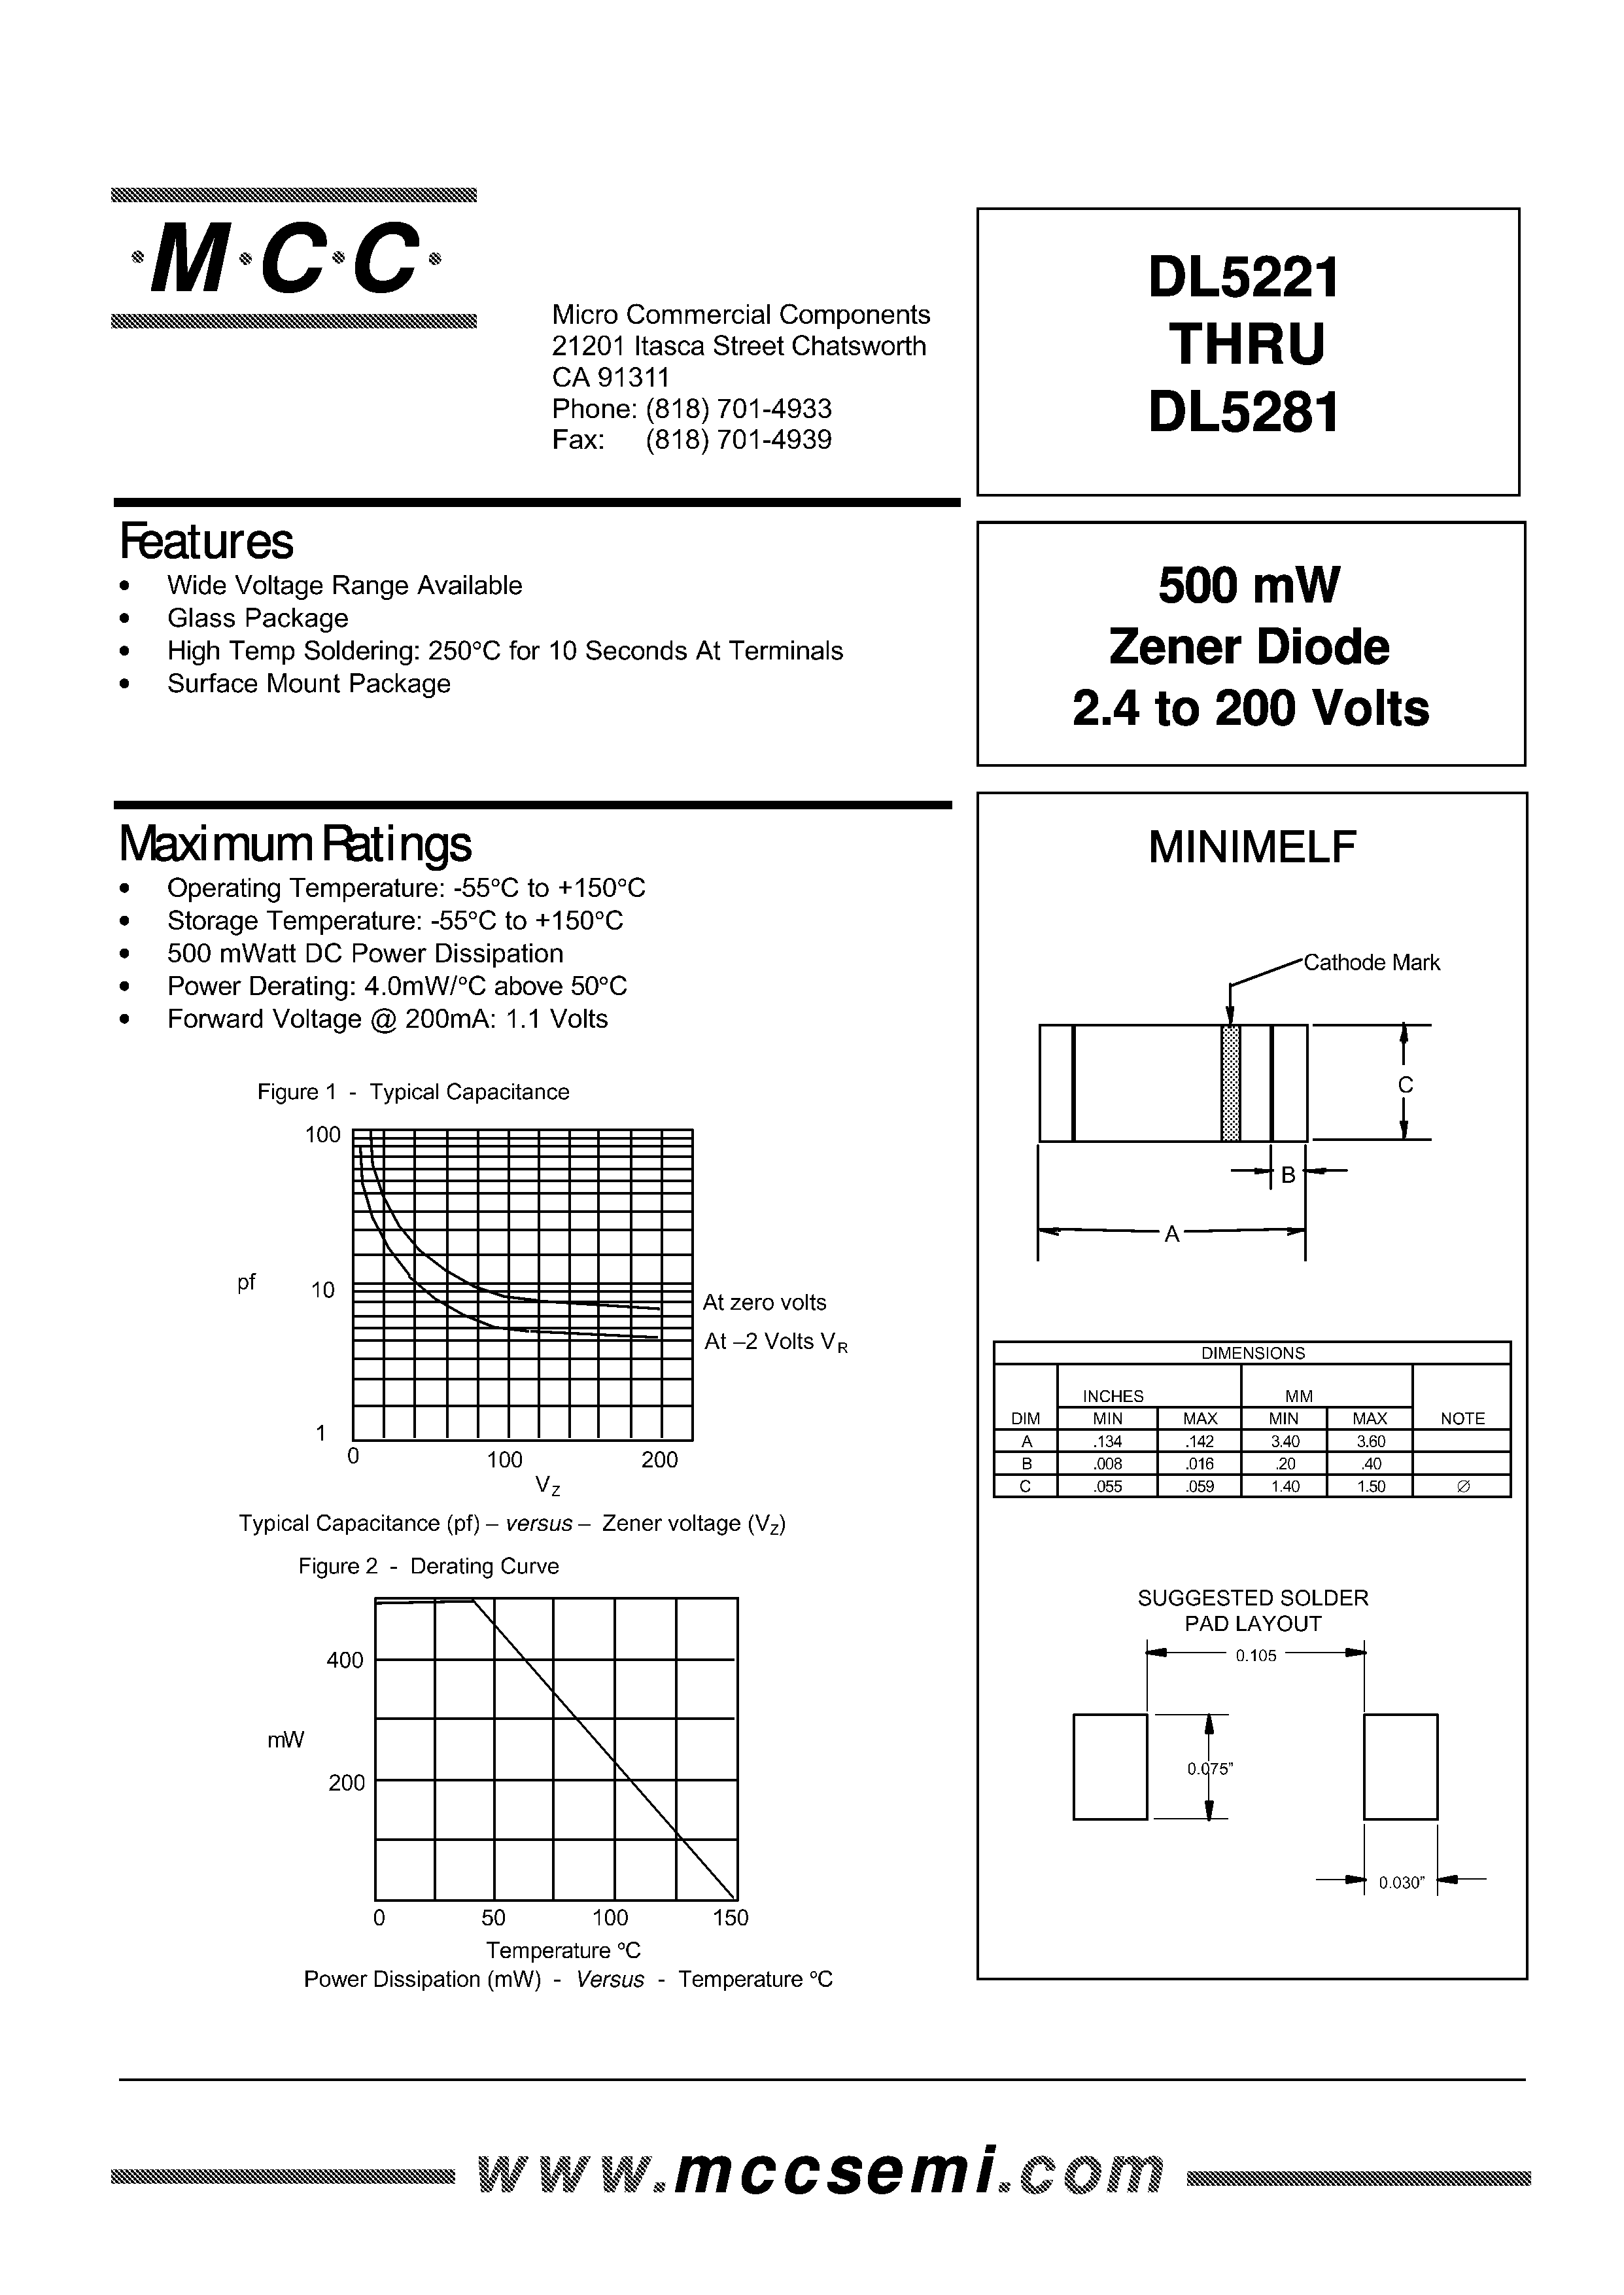 ·M·C·C·
Micro Commercial Components
21201 Itasca Street Chatsworth
CA 91311
Phone: (818) 701-4933
Fax: (818) 701-4939
DL5221
THRU
DL5281
Features
• Wide Voltage Range Available
• Glass Package
• High Temp Soldering: 250°C for 10 Seconds At Terminals
• Surface Mount Package
500 mW
Zener Diode
2.4 to 200 Volts
Maximum Ratings
• Operating Temperature: -55°C to +150°C
• Storage Temperature: -55°C to +150°C
• 500 mWatt DC Power Dissipation
• Power Derating: 4.0mW/°C above 50°C
• Forward Voltage @ 200mA: 1.1 Volts
Figure 1 - Typical Capacitance
100
pf 10
At zero volts
At –2 Volts VR
1
0 100 200
VZ
Typical Capacitance (pf) – versus – Zener voltage (VZ)
Figure 2 - Derating Curve
400
mW
200
0 50 100 150
Temperature °C
Power Dissipation (mW) - Versus - Temperature °C
MINIMELF
Cathode Mark
C
B
A
DIMENSIONS
INCHES MM
DIM MIN MAX MIN MAX NOTE
A .134 .142 3.40 3.60
B .008 .016 .20 .40
C .055 .059 1.40 1.50 ∅
SUGGESTED SOLDER
PAD LAYOUT
0.105
0.075"
0.030"
www.mccsemi.com